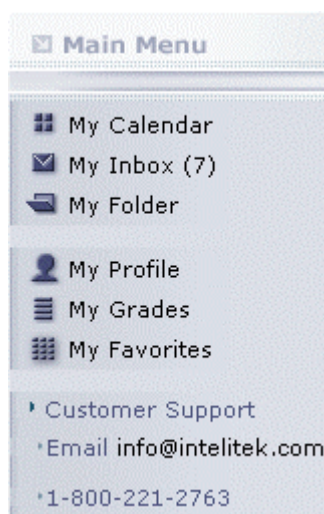 Main Menu
My Calendar
My Inbox (7)
My Folder
My Profile
My Grades
My Favorites
Customer Support
Email info@intelitek.com
1-800-221-2763